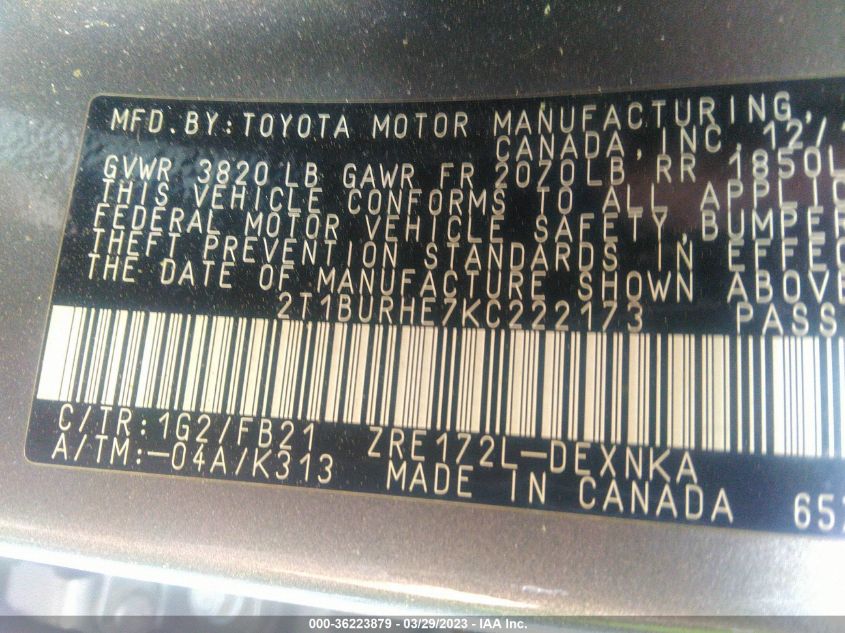 MFD.BY:TOYOTA MOTOR MANUFACTURING,
CANADA,INC. 12/1
GVWR 3820 LB GAWR FR 2070LB RR 1850L
THIS VEHICLE CONFORMS TO ALL APPLIC
FEDERAL MOTOR VEHICLE SAFETY,BUMPER
THEFT PREVENTION STANDARDS IN EFFEC
THE DATE OF MANUFACTURE SHOWN ABOVE
2T1BURHE7KC222173 PASS
C/TR:1G2/FB21 ZRE172L-DEXNKA
A/TM:-04A/K313 MADE IN CANADA 652
000-36223879 - 03/29/2023 - © IAA Inc.